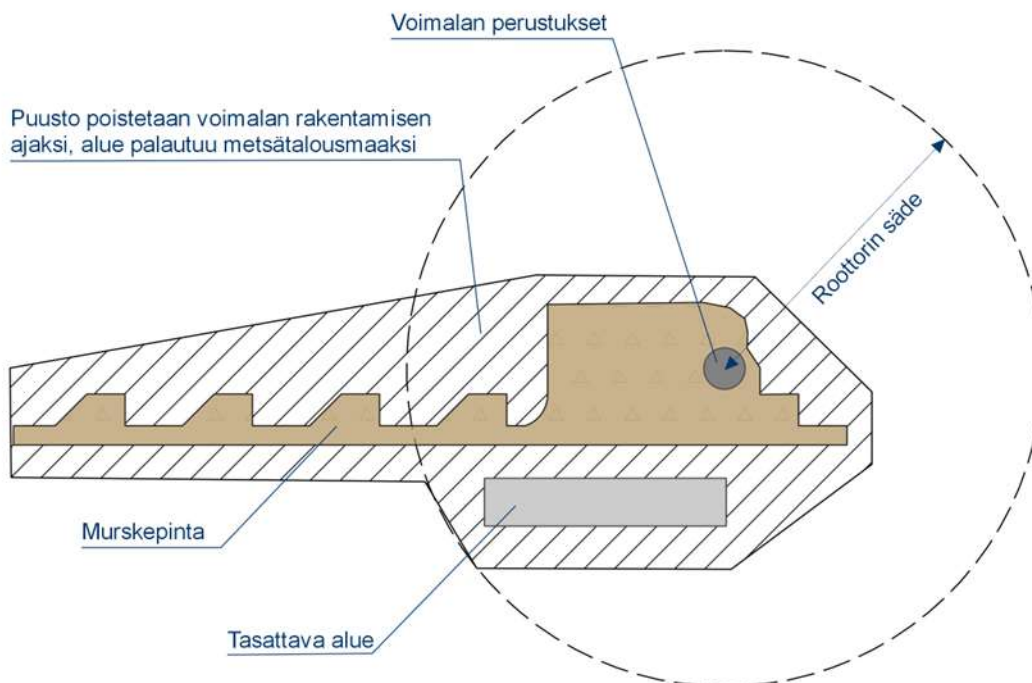 Voimalan perustukset
Puusto poistetaan voimalan rakentamisen
ajaksi, alue palautuu metsätalousmaaksi
Roottorin säde
Murskepinta
Tasattava alue